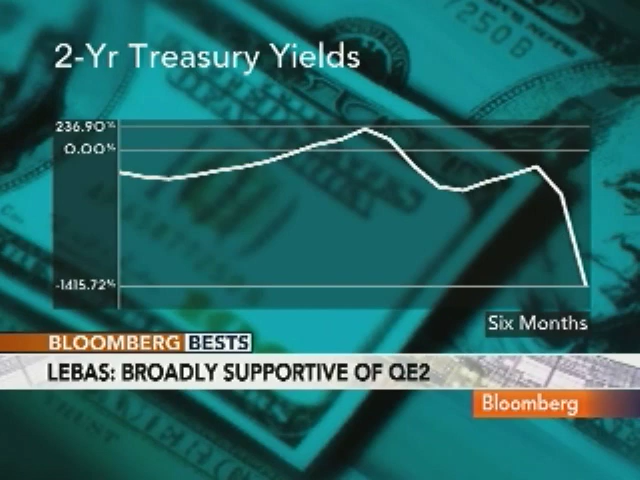 2-Yr Treasury Yields
236.90%
0.00%
-1415.72%
Six Months
BLOOMBERG BESTS
LEBAS: BROADLY SUPPORTIVE OF QE2
Bloomberg